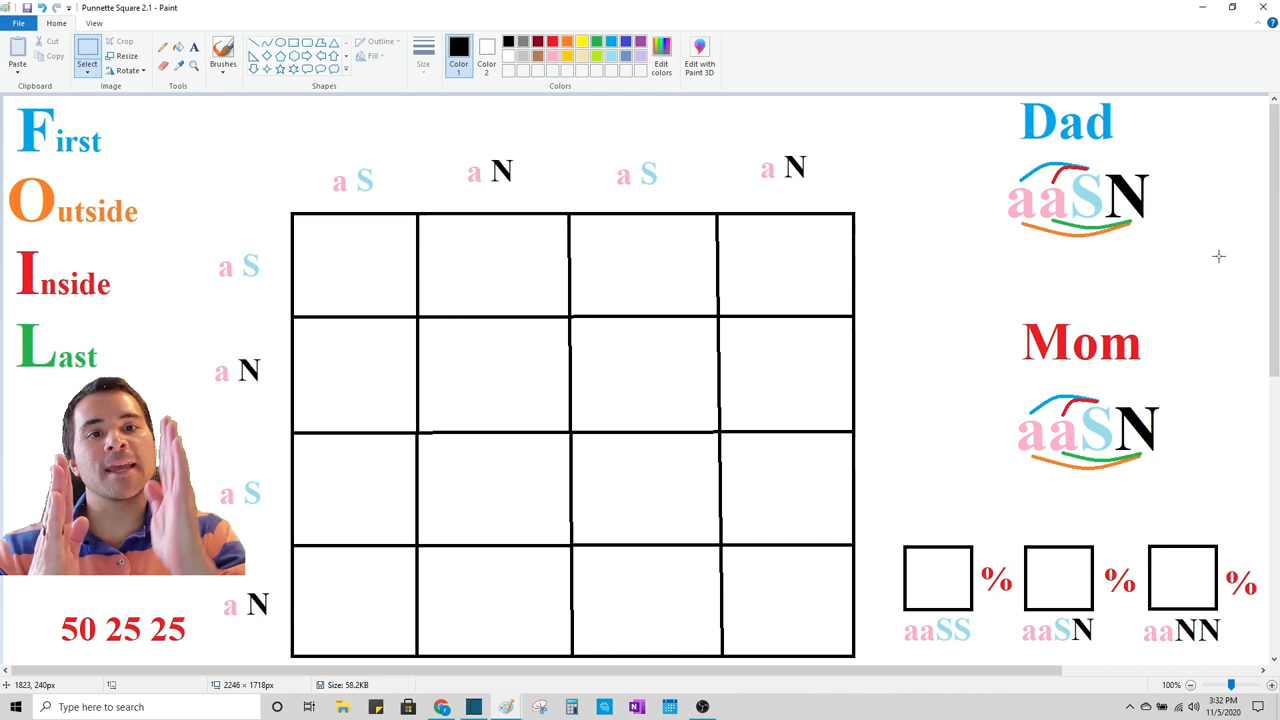 Punnette Square 2.1 - Paint
File Home View
Paste
Cut
Copy
Clipboard
Select
Crop
Resize
Rotate
Image
A
Tools
Brushes
Outline
Fill
Shapes
Size
Color 1
Color 2
Edit colors
Colors
Edit with Paint 3D
First
Outside
Inside
Last
a S a N a S a N
a S
a N
a S
a N
50 25 25
Dad
aaSN
Mom
aaSN
% % %
aaSS aaSN aaNN
1823, 240px
2246 × 1718px
Size: 58.2KB
100%
Type here to search
3:32 PM
11/5/2020